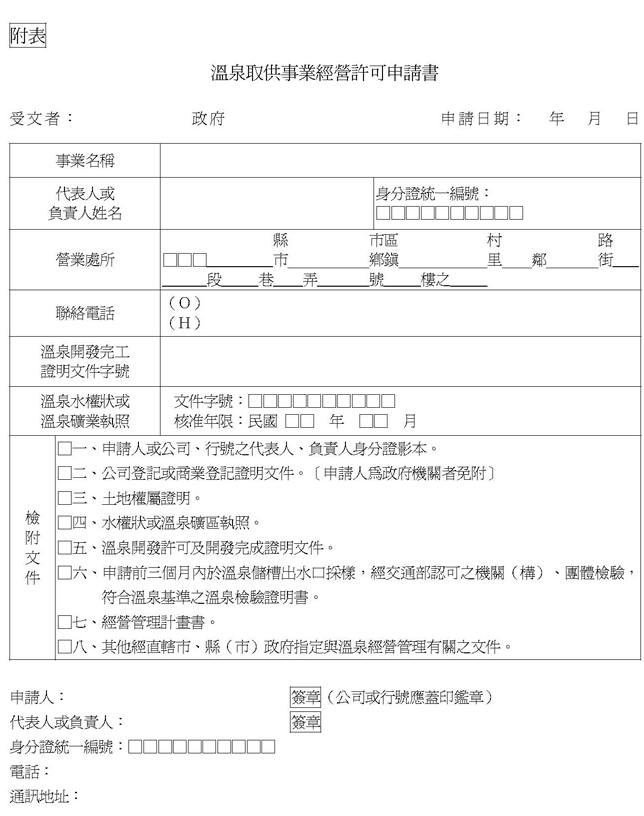 附表
溫泉取供事業經營許可申請書
受文者： 政府 申請日期： 年 月 日
事業名稱
代表人或
負責人姓名
身分證統一編號：
□□□□□□□□□□
營業處所
縣 市區 村 路
□□□ 市 鄉鎮 里 鄰 街
段 巷 弄 號 樓之
聯絡電話
（O）
（H）
溫泉開發完工
證明文件字號
溫泉水權狀或
溫泉礦業執照
文件字號：□□□□□□□□□□
核准年限：民國 □□ 年 □□ 月
檢附文件
□一、申請人或公司、行號之代表人、負責人身分證影本。
□二、公司登記或商業登記證明文件。〔申請人為政府機關者免附〕
□三、土地權屬證明。
□四、水權狀或溫泉礦區執照。
□五、溫泉開發許可及開發完成證明文件。
□六、申請前三個月內於溫泉儲槽出水口採樣，經交通部認可之機關（構）、團體檢驗，
符合溫泉基準之溫泉檢驗證明書。
□七、經營管理計畫書。
□八、其他經直轄市、縣（市）政府指定與溫泉經營管理有關之文件。
申請人： 簽章（公司或行號應蓋印鑑章）
代表人或負責人： 簽章
身分證統一編號：□□□□□□□□□□
電話：
通訊地址：